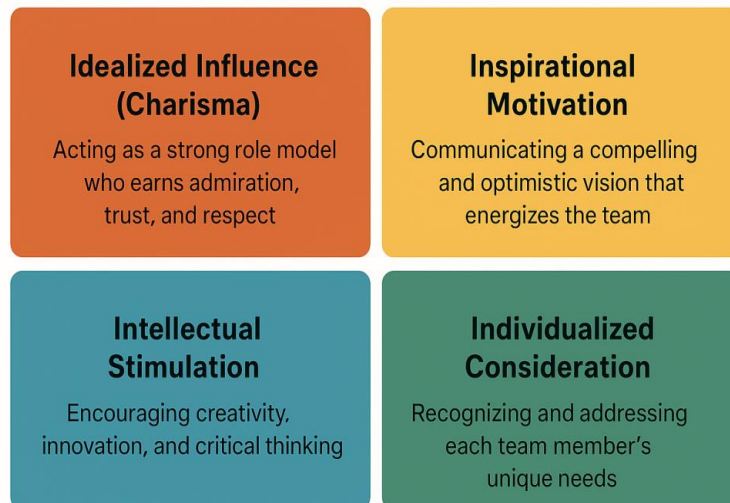 Idealized Influence
(Charisma)
Acting as a strong role model
who earns admiration,
trust, and respect
Inspirational
Motivation
Communicating a compelling
and optimistic vision that
energizes the team
Intellectual
Stimulation
Encouraging creativity,
innovation, and critical thinking
Individualized
Consideration
Recognizing and addressing
each team member's
unique needs